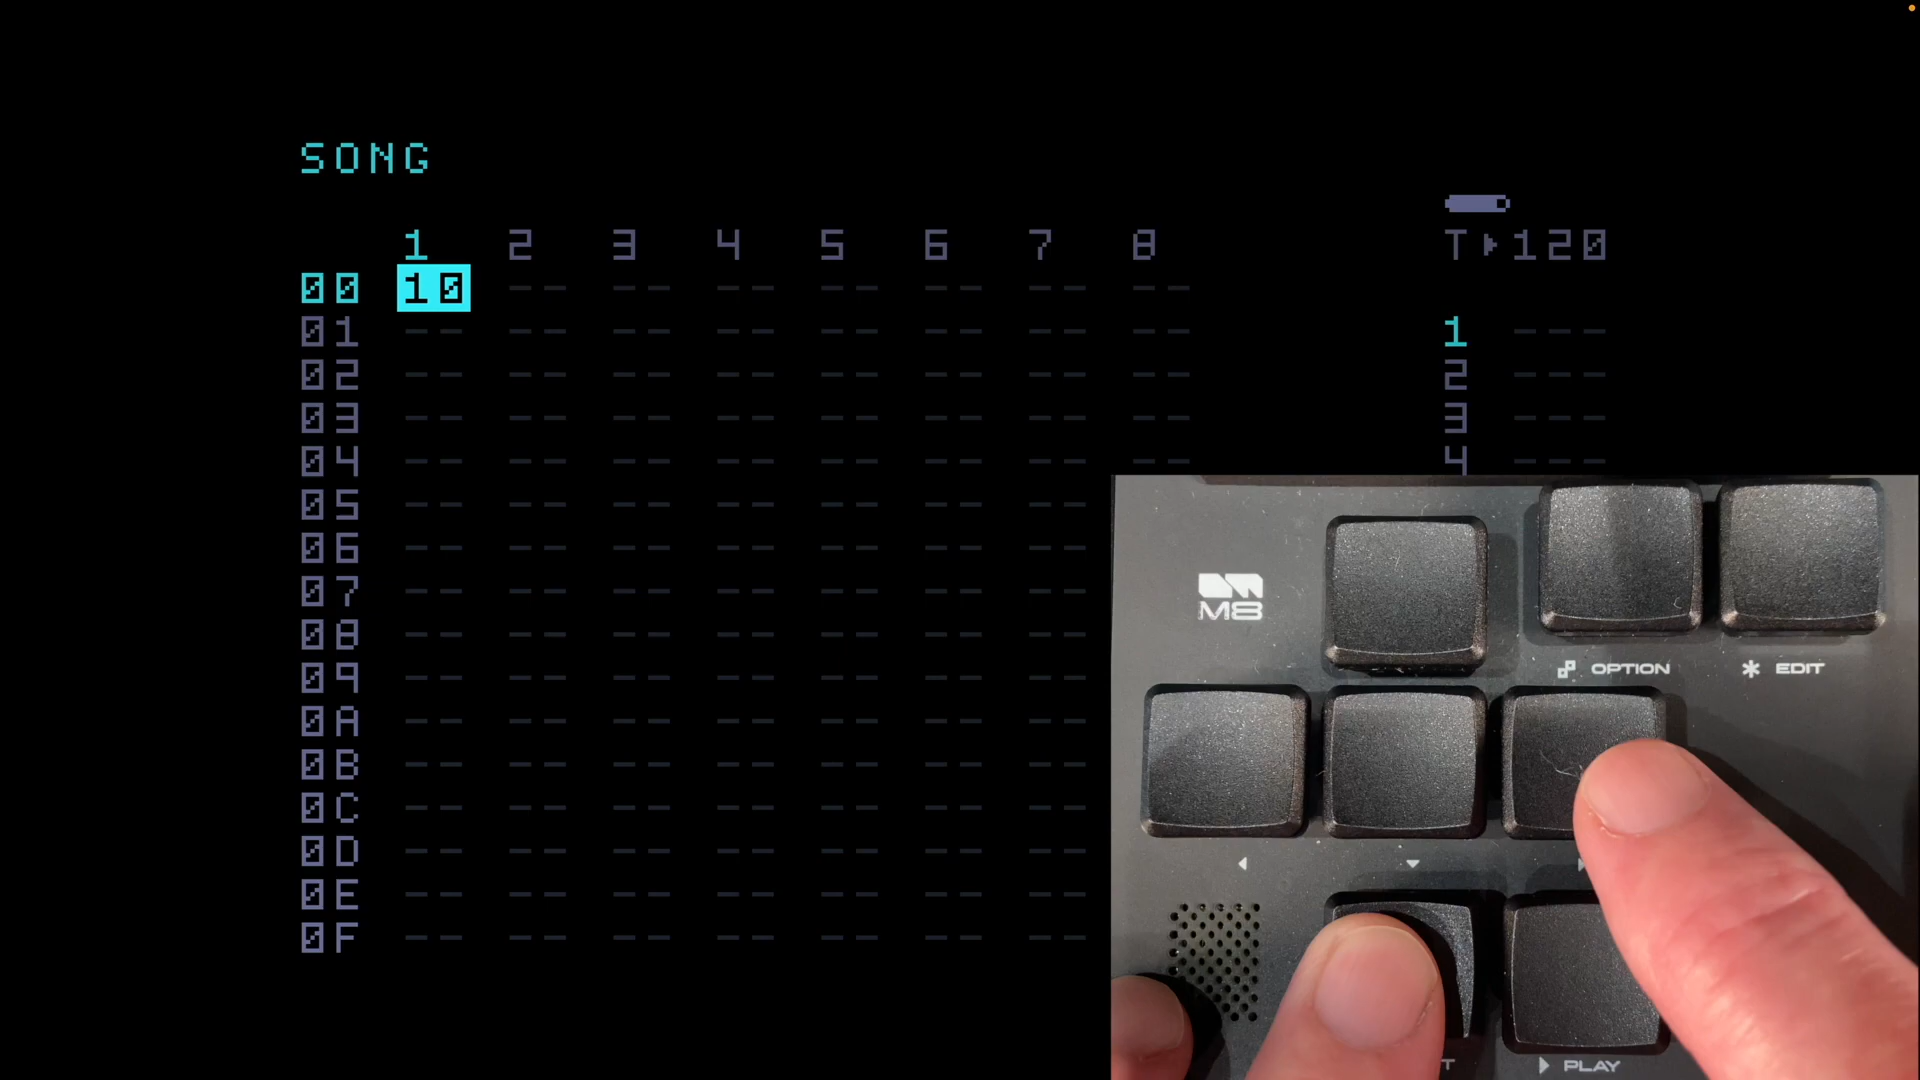 SONG
1 2 3 4 5 6 7 8
T 120
00 10 -- -- -- -- -- -- --
01 -- -- -- -- -- -- -- --
1 ---
02 -- -- -- -- -- -- -- --
2 ---
03 -- -- -- -- -- -- -- --
3 ---
04 -- -- -- -- -- -- -- --
4 ---
05 -- -- -- -- -- -- --
06 -- -- -- -- -- -- --
07 -- -- -- -- -- -- --
08 -- -- -- -- -- -- --
09 -- -- -- -- -- -- --
0A -- -- -- -- -- -- --
0B -- -- -- -- -- -- --
0C -- -- -- -- -- -- --
0D -- -- -- -- -- -- --
0E -- -- -- -- -- -- --
0F -- -- -- -- -- -- --
M8
OPTION
EDIT
PLAY